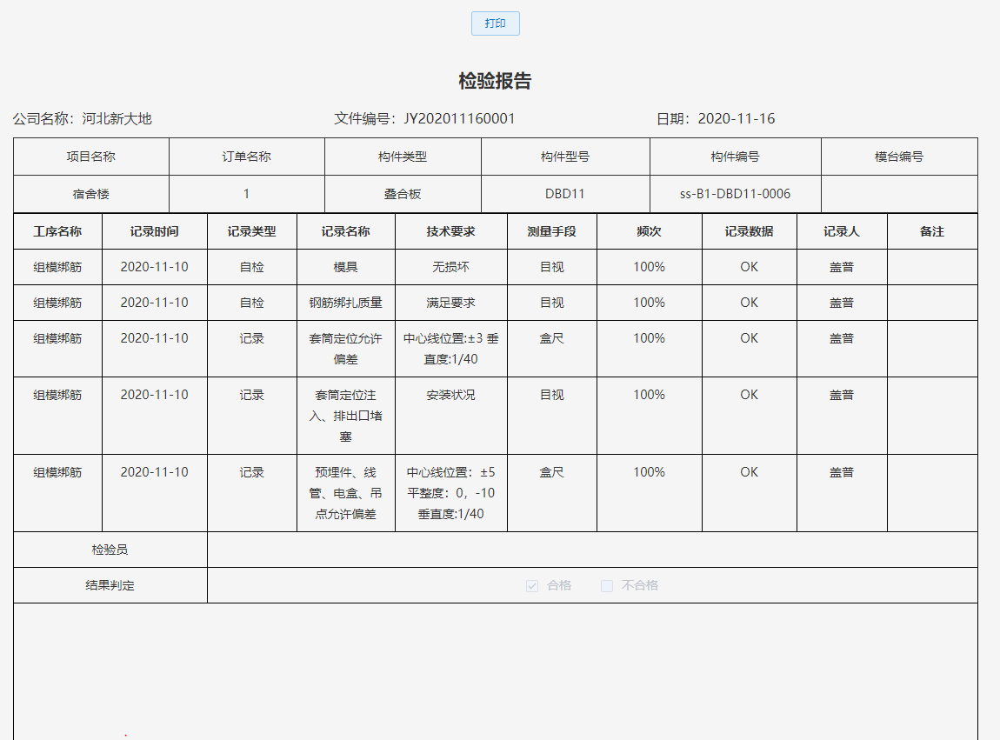 打印
检验报告
公司名称：河北新大地 文件编号：JY202011160001 日期：2020-11-16
项目名称 订单名称 构件类型 构件型号 构件编号 模台编号
宿舍楼 1 叠合板 DBD11 ss-B1-DBD11-0006
工序名称 记录时间 记录类型 记录名称 技术要求 测量手段 频次 记录数据 记录人 备注
组模绑筋 2020-11-10 自检 模具 无损坏 目视 100% OK 盖普
组模绑筋 2020-11-10 自检 钢筋绑扎质量 满足要求 目视 100% OK 盖普
组模绑筋 2020-11-10 记录 套筒定位允许 中心线位置:±3 垂 盒尺 100% OK 盖普
偏差 直度:1/40
组模绑筋 2020-11-10 记录 套筒定位注 安装状况 目视 100% OK 盖普
入、排出口堵
塞
组模绑筋 2020-11-10 记录 预埋件、线 中心线位置：±5 盒尺 100% OK 盖普
管、电盒、吊 平整度：0，-10
点允许偏差 垂直度:1/40
检验员
结果判定 合格 不合格